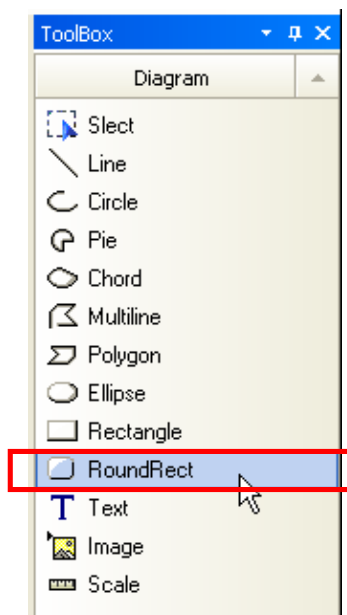 ToolBox
Diagram
Slect
Line
Circle
Pie
Chord
Multiline
Polygon
Ellipse
Rectangle
RoundRect
Text
Image
Scale